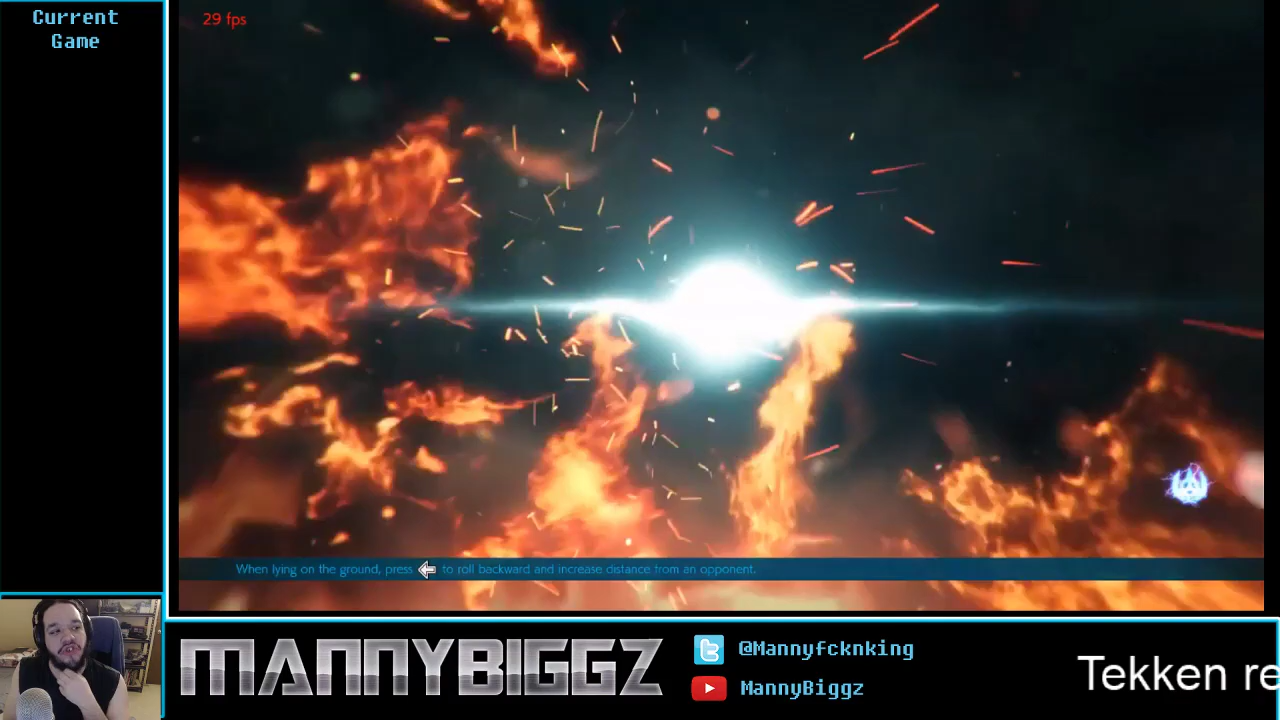 Current
Game
29 fps
When lying on the ground, press to roll backward and increase distance from an opponent.
MANNYBIGGZ
@Mannyfcknking
MannyBiggz
Tekken re